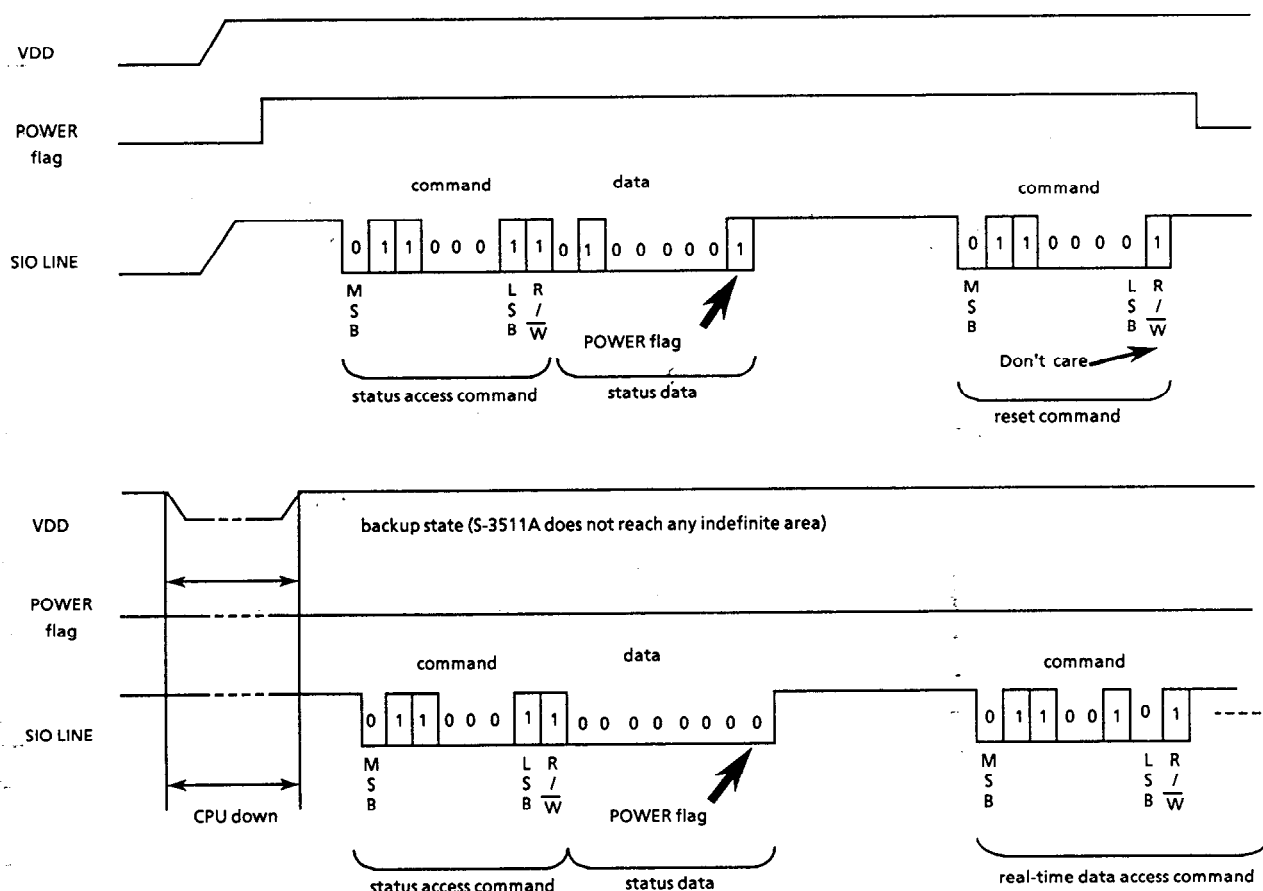 VDD
POWER
flag
command
data
command
SIO LINE
0 1 1 0 0 0 1 1 0 1 0 0 0 0 0 1
0 1 1 0 0 0 0 1
M
S
B
L
S
B
R
/
W
POWER flag
M
S
B
L
S
B
R
/
W
Don't care
status access command
status data
reset command
VDD
backup state (S-3511A does not reach any indefinite area)
POWER
flag
command
data
command
SIO LINE
0 1 1 0 0 0 1 1 0 0 0 0 0 0 0 0
0 1 1 0 0 1 0 1
M
S
B
L
S
B
R
/
W
M
S
B
L
S
B
R
/
W
CPU down
POWER flag
status access command
status data
real-time data access command